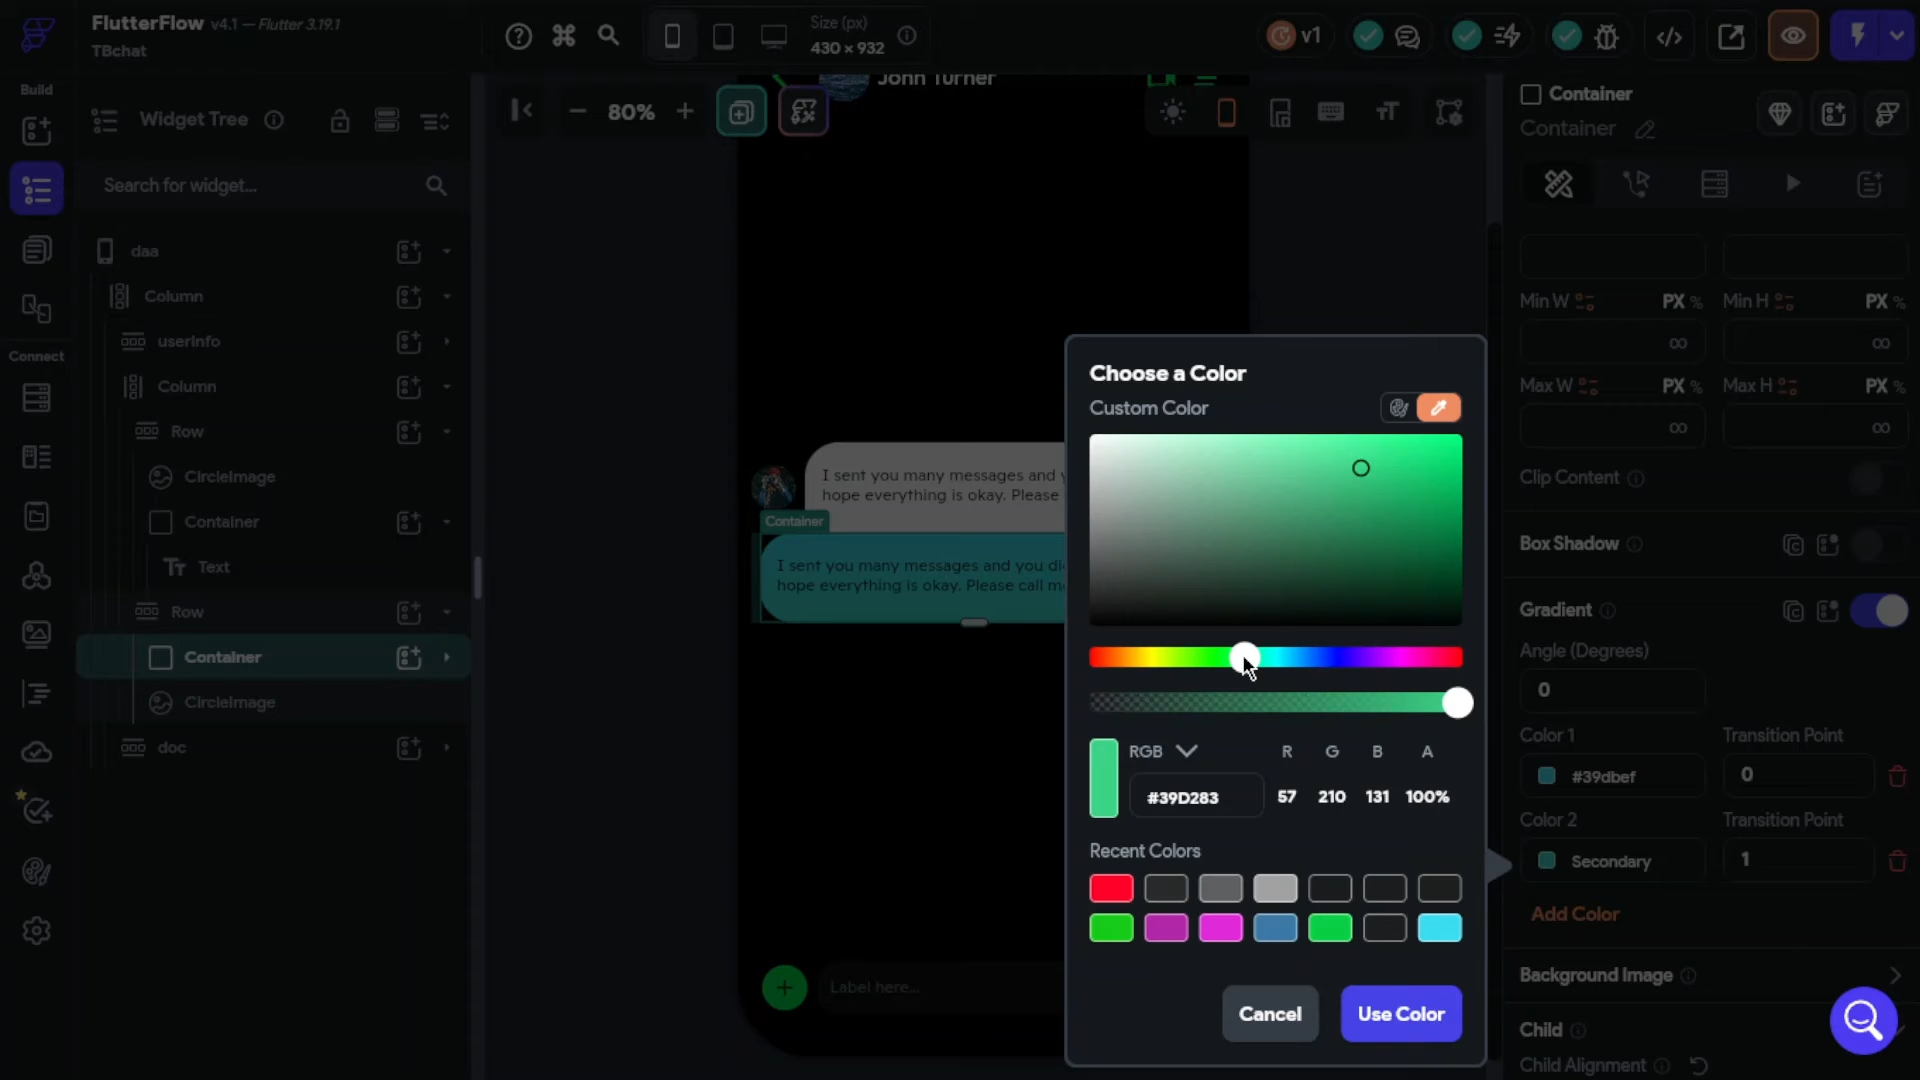 FlutterFlow v4.1 — Flutter 3.19.1
TBchat
Size (px)
430 × 932
v1
Build
Widget Tree
80%
John Turner
Container
Container
Search for widget...
daa
Column
userInfo
Column
Row
CircleImage
Container
Text
Row
Container
CircleImage
doc
Connect
I sent you many messages and
hope everything is okay. Please
Container
I sent you many messages and you
hope everything is okay. Please call
Label here...
Choose a Color
Custom Color
RGB
R G B A
#39D283 57 210 131 100%
Recent Colors
Cancel
Use Color
Min W PX % Min H PX %
∞ ∞
Max W PX % Max H PX %
∞ ∞
Clip Content
Box Shadow
Gradient
Angle (Degrees)
0
Color 1 Transition Point
#39dbef 0
Color 2 Transition Point
Secondary 1
Add Color
Background Image
Child
Child Alignment